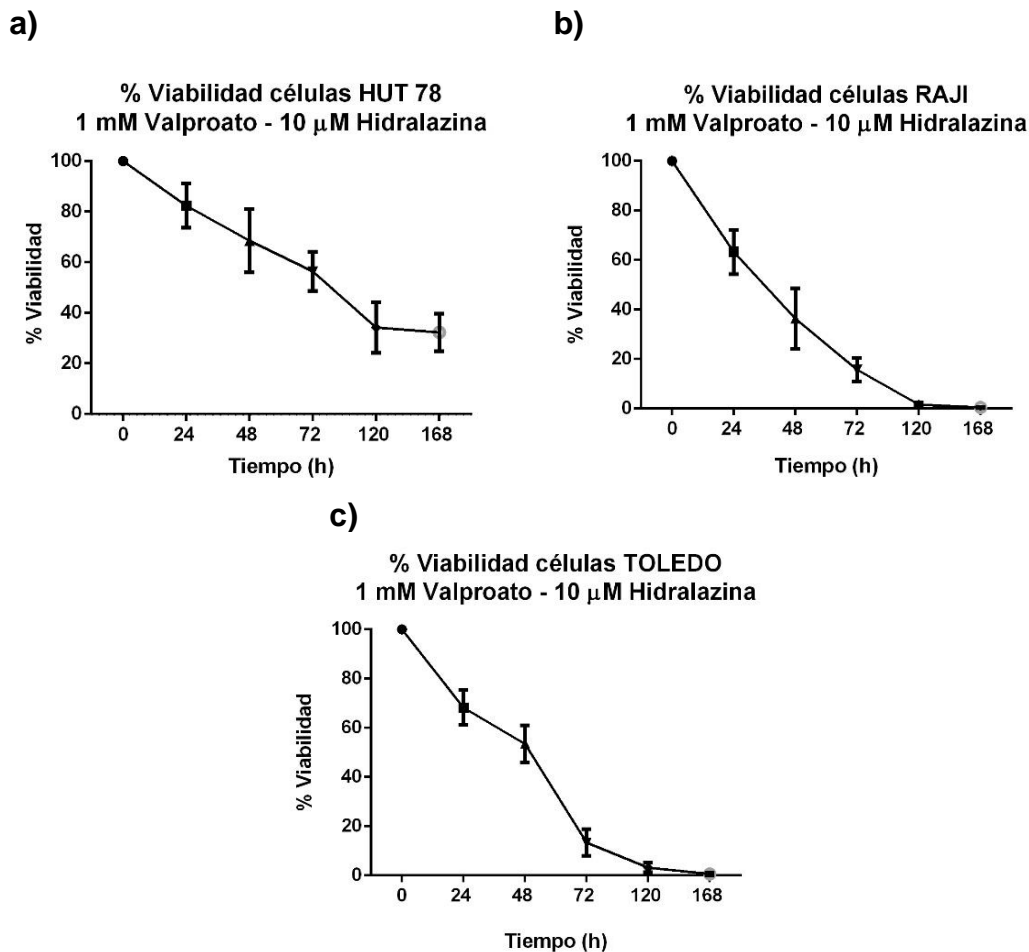 a)
% Viabilidad células HUT 78
1 mM Valproato - 10 μM Hidralazina
100
80
60
40
20
0
% Viabilidad
0 24 48 72 120 168
Tiempo (h)
b)
% Viabilidad células RAJI
1 mM Valproato - 10 μM Hidralazina
100
80
60
40
20
0
% Viabilidad
0 24 48 72 120 168
Tiempo (h)
c)
% Viabilidad células TOLEDO
1 mM Valproato - 10 μM Hidralazina
100
80
60
40
20
0
% Viabilidad
0 24 48 72 120 168
Tiempo (h)